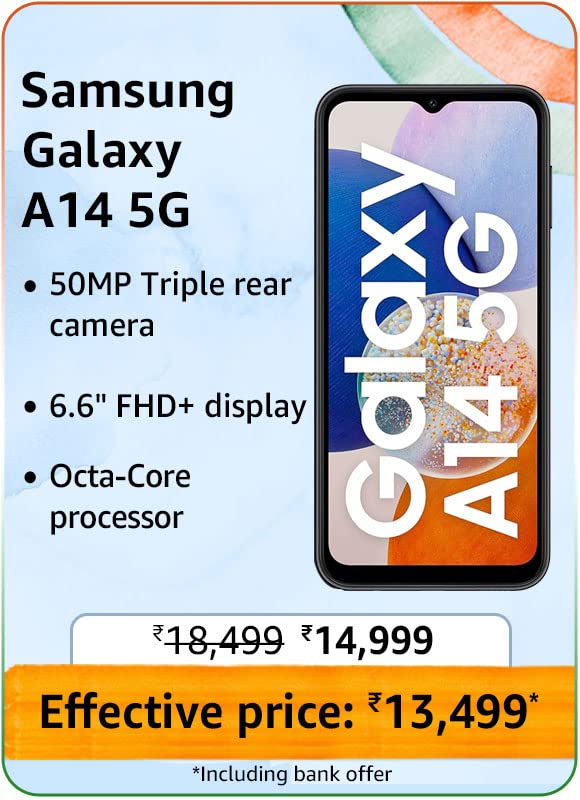 Samsung
Galaxy
A14 5G
• 50MP Triple rear
camera
• 6.6" FHD+ display
• Octa-Core
processor
Galaxy
A14 5G
₹18,499 ₹14,999
Effective price: ₹13,499*
*Including bank offer